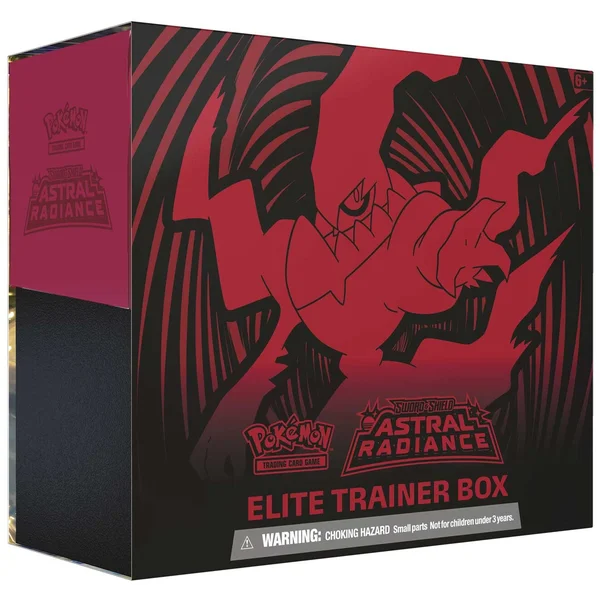 6+
Pokémon
TRADING CARD GAME
SWORD & SHIELD
ASTRAL
RADIANCE
Pokémon
TRADING CARD GAME
SWORD & SHIELD
ASTRAL
RADIANCE
ELITE TRAINER BOX
WARNING: CHOKING HAZARD Small parts Not for children under 3 years.